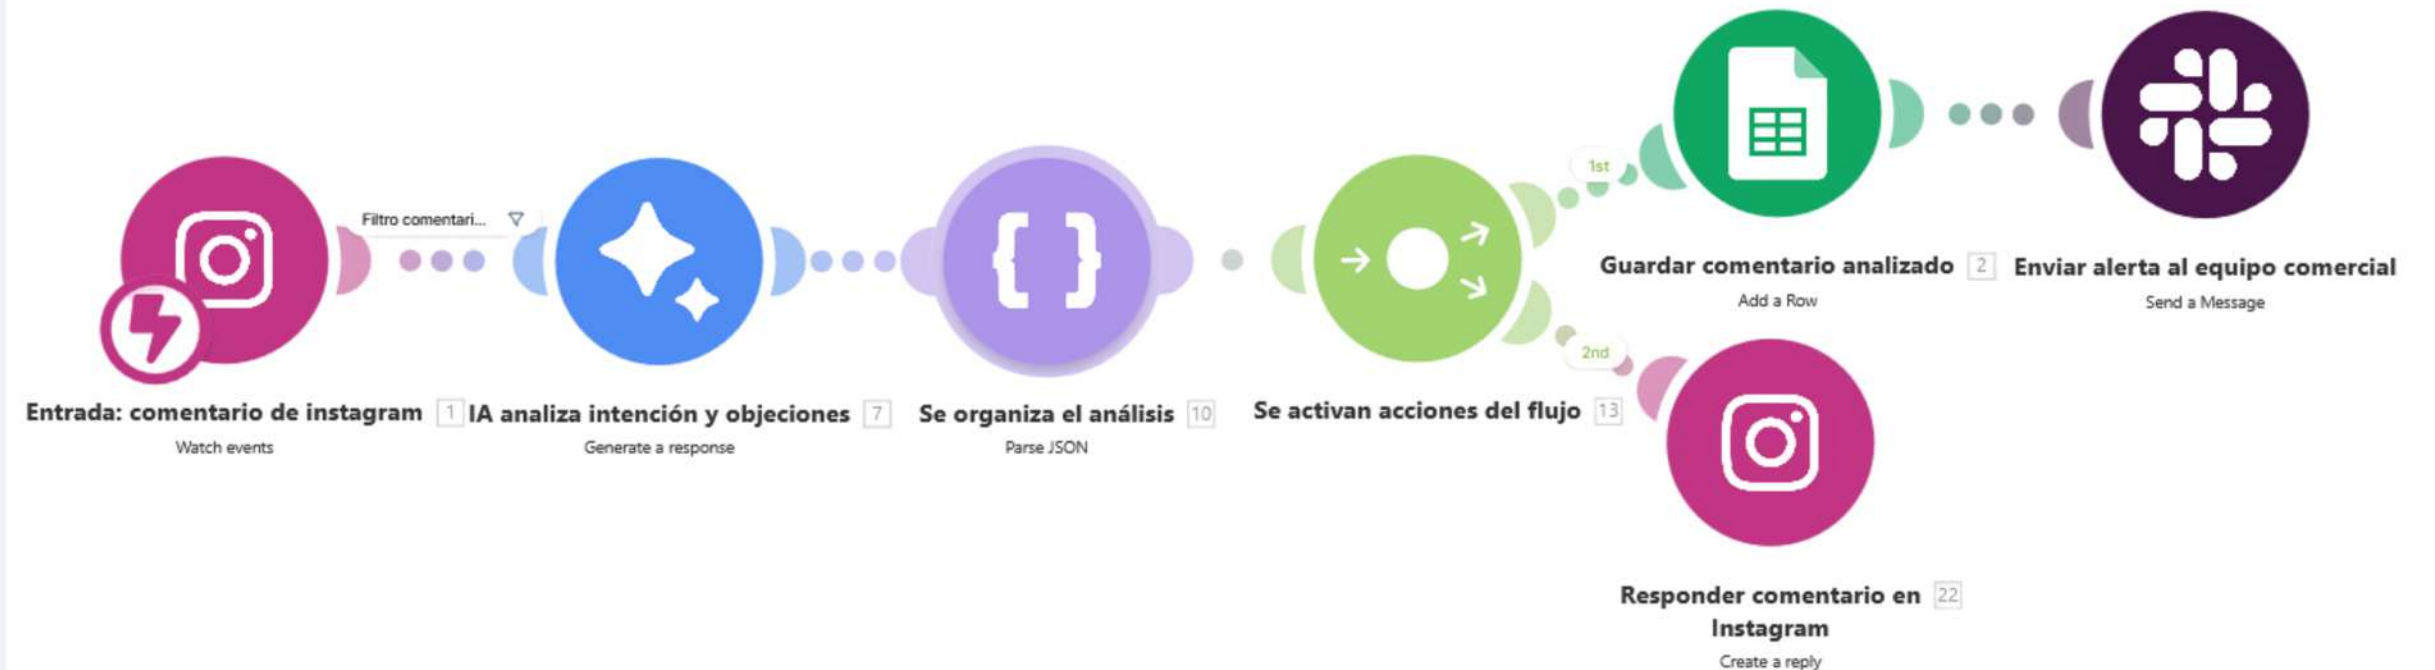 Filtro comentari...
1st
2nd
Entrada: comentario de instagram 1
Watch events
IA analiza intención y objeciones 7
Generate a response
Se organiza el análisis 10
Parse JSON
Se activan acciones del flujo 13
Guardar comentario analizado 2
Add a Row
Enviar alerta al equipo comercial
Send a Message
Responder comentario en 22
Instagram
Create a reply